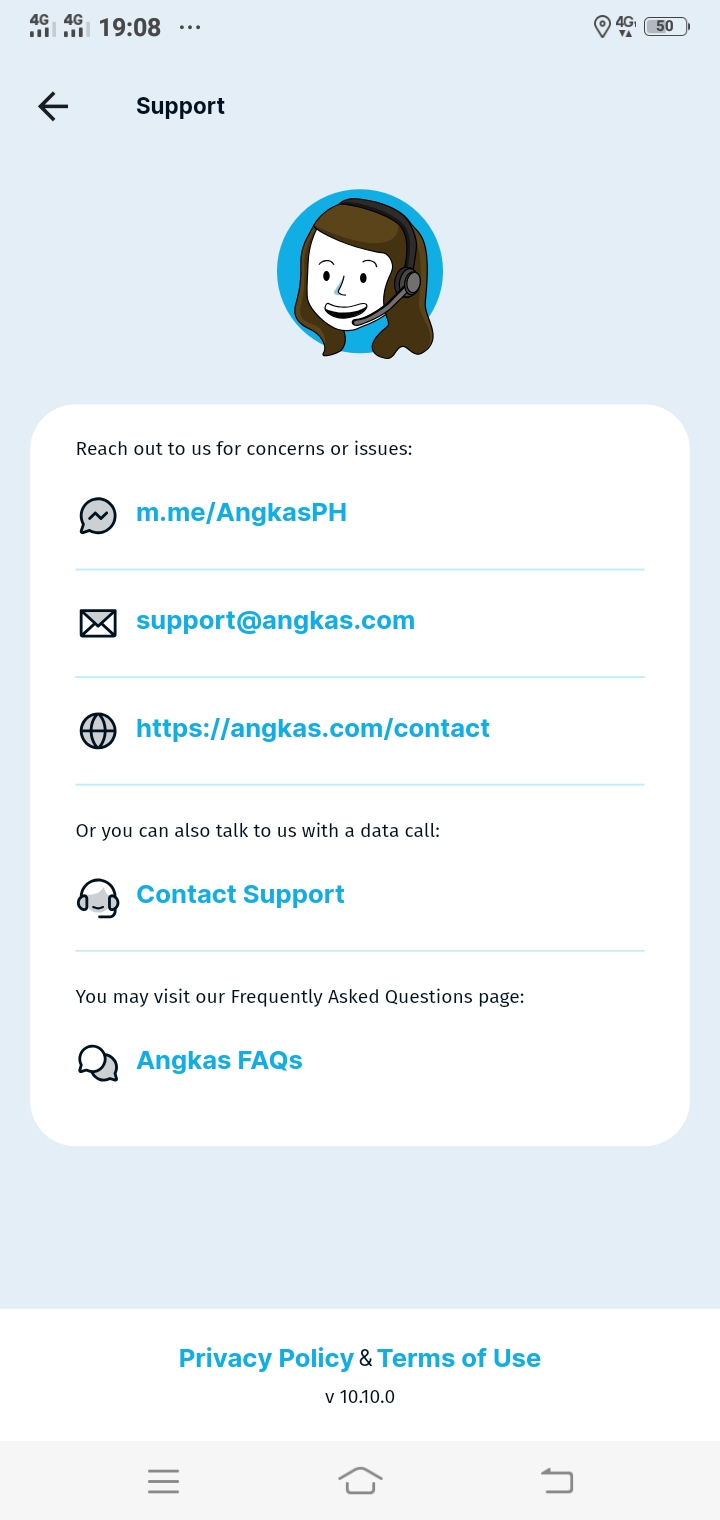 4G 4G 19:08 ... 4G 50
Support
Reach out to us for concerns or issues:
m.me/AngkasPH
support@angkas.com
https://angkas.com/contact
Or you can also talk to us with a data call:
Contact Support
You may visit our Frequently Asked Questions page:
Angkas FAQs
Privacy Policy & Terms of Use
v 10.10.0